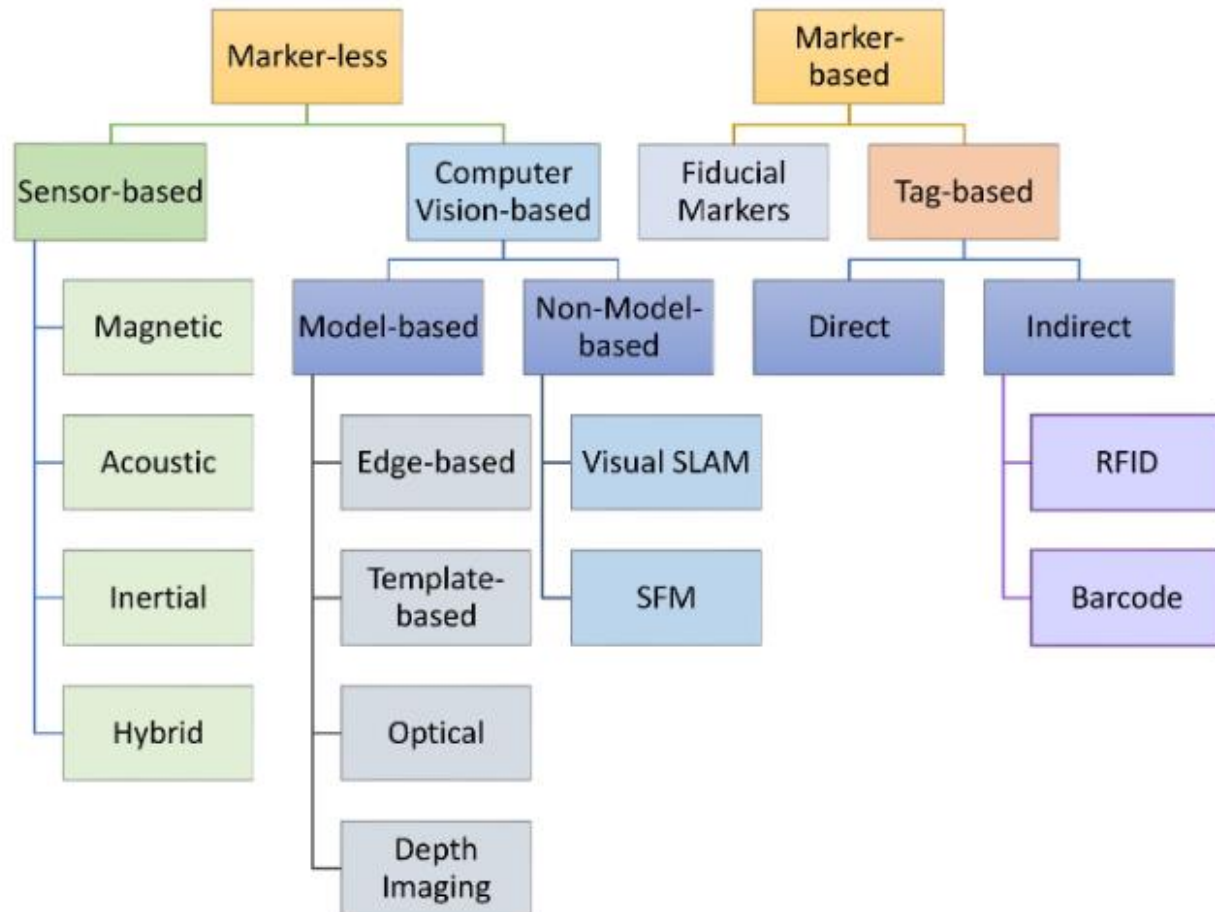 Marker-less
Marker-
based
Sensor-based
Computer
Vision-based
Fiducial
Markers
Tag-based
Magnetic
Model-based
Non-Model-
based
Direct
Indirect
Acoustic
Edge-based
Visual SLAM
RFID
Inertial
Template-
based
SFM
Barcode
Hybrid
Optical
Depth
Imaging